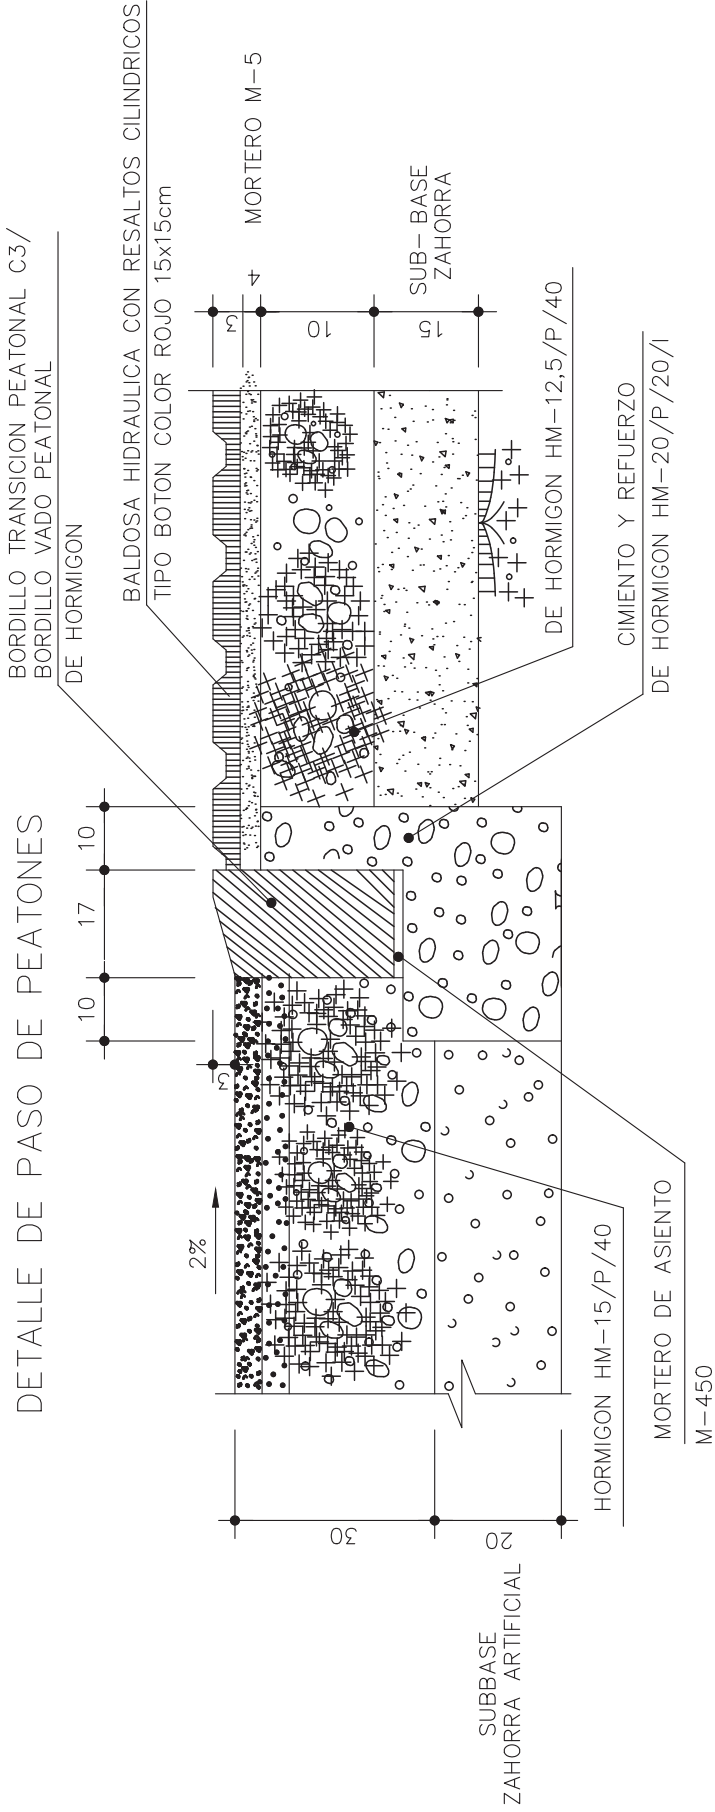 DETALLE DE PASO DE PEATONES
BORDILLO TRANSICION PEATONAL C3/
BORDILLO VADO PEATONAL
DE HORMIGON
BALDOSA HIDRAULICA CON RESALTOS CILINDRICOS
TIPO BOTON COLOR ROJO 15x15cm
10
17
10
3
2%
3
4
MORTERO M-5
10
15
SUB-BASE
ZAHORRA
30
20
SUBBASE
ZAHORRA ARTIFICIAL
DE HORMIGON HM-12,5/P/40
CIMIENTO Y REFUERZO
DE HORMIGON HM-20/P/20/I
HORMIGON HM-15/P/40
MORTERO DE ASIENTO
M-450